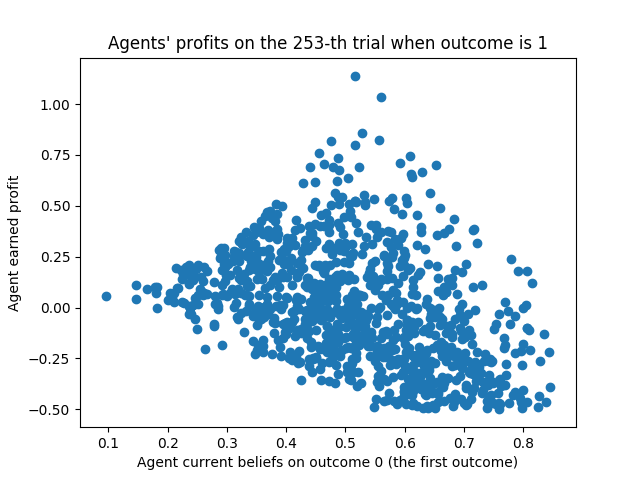 Agents' profits on the 253-th trial when outcome is 1
Agent earned profit
1.00
0.75
0.50
0.25
0.00
−0.25
−0.50
0.1 0.2 0.3 0.4 0.5 0.6 0.7 0.8
Agent current beliefs on outcome 0 (the first outcome)